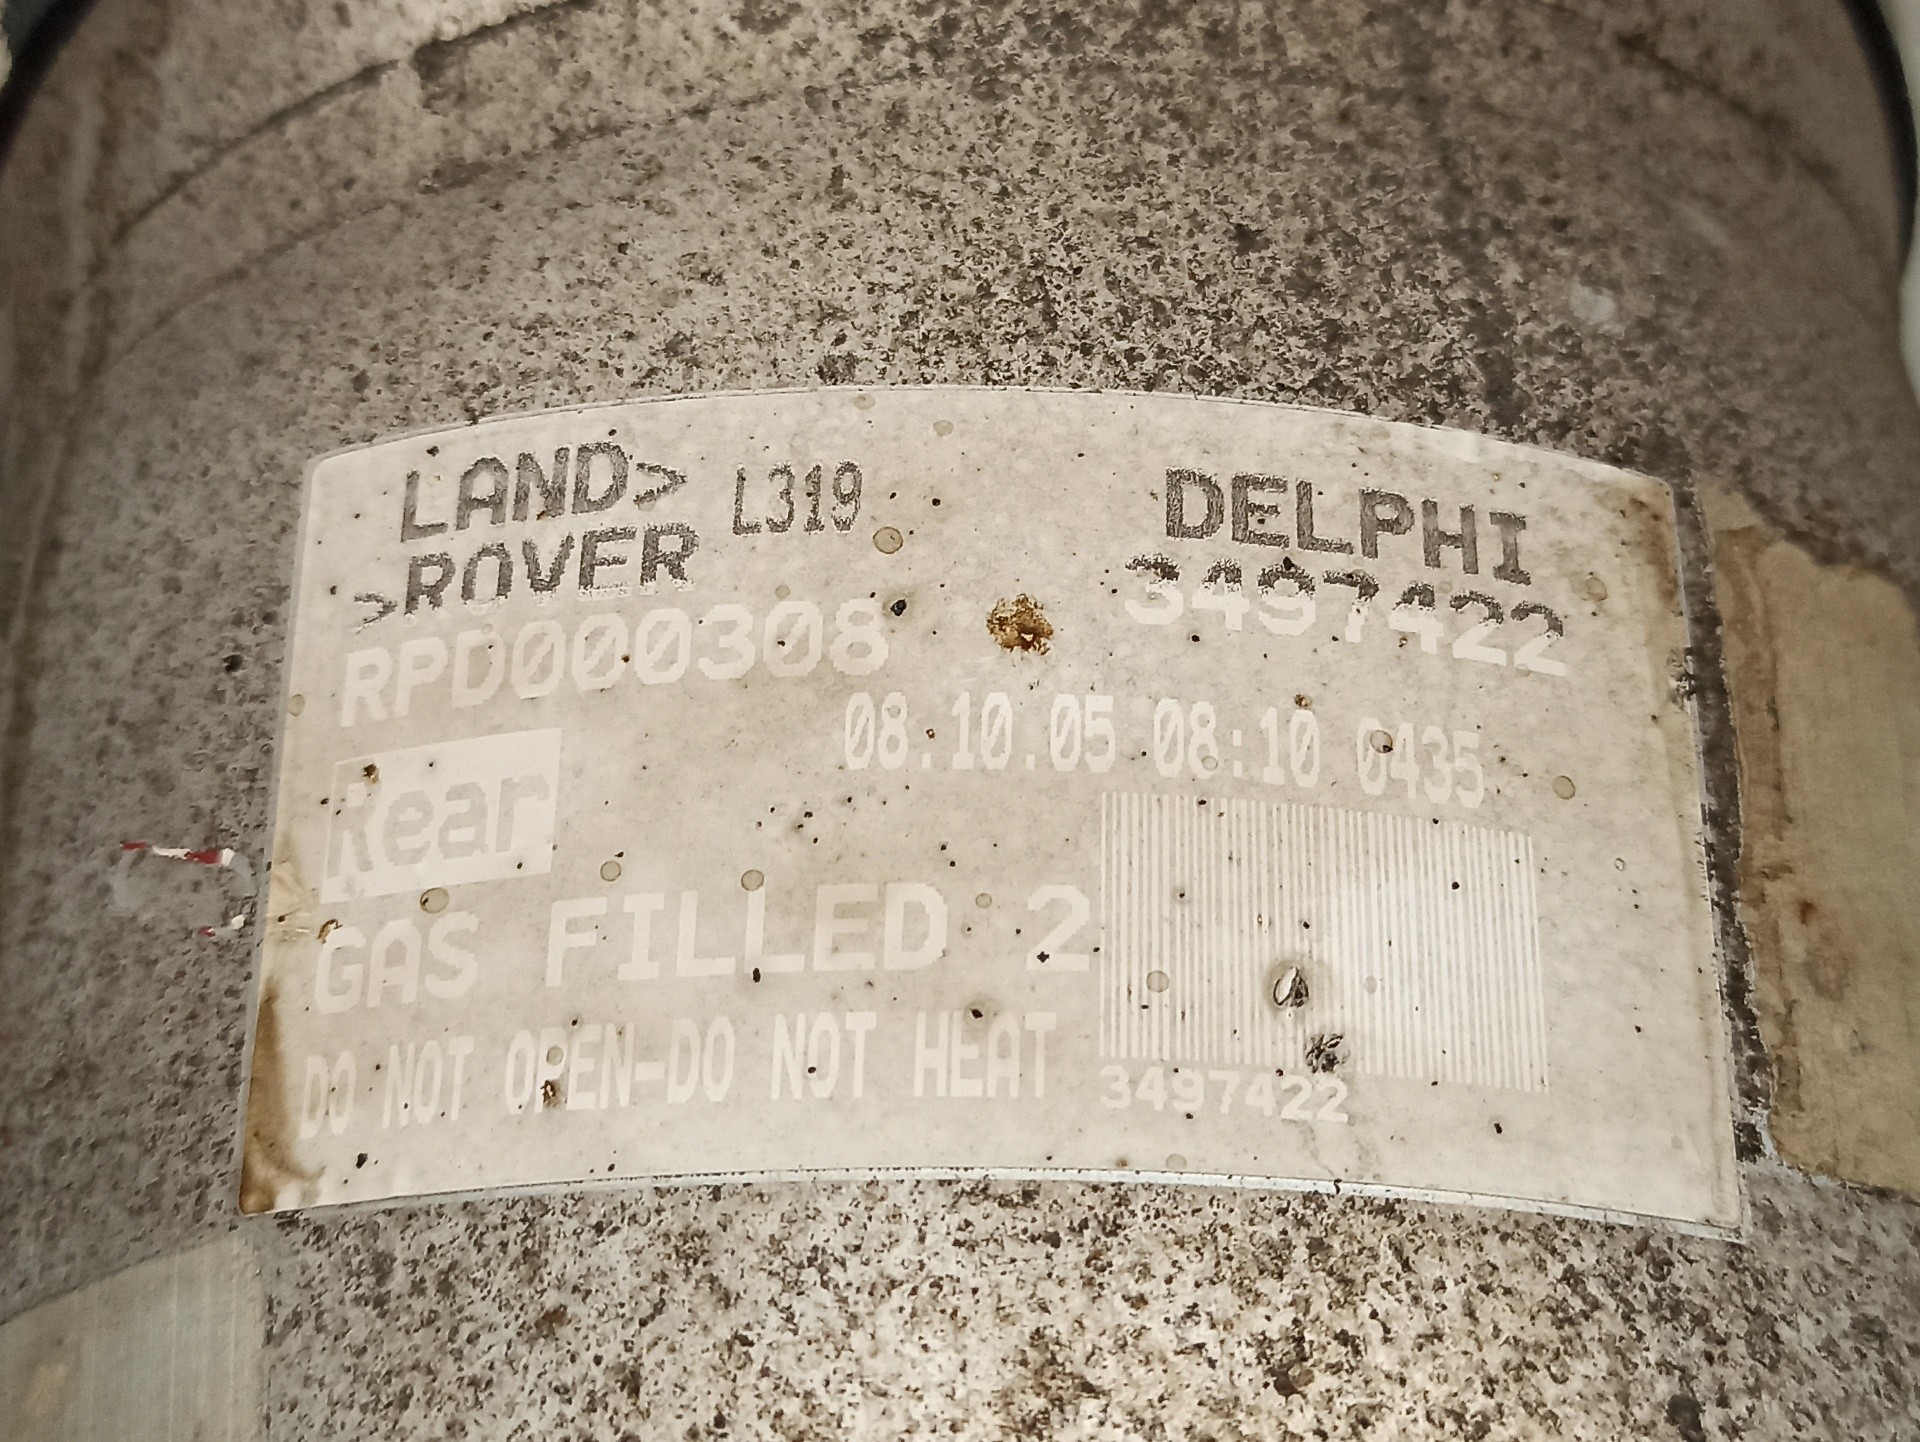 LAND> L319 DELPHI
>ROVER 3497422
RPD000308
08.10.05 08:10 0435
Rear
GAS FILLED 2
DO NOT OPEN-DO NOT HEAT
3497422